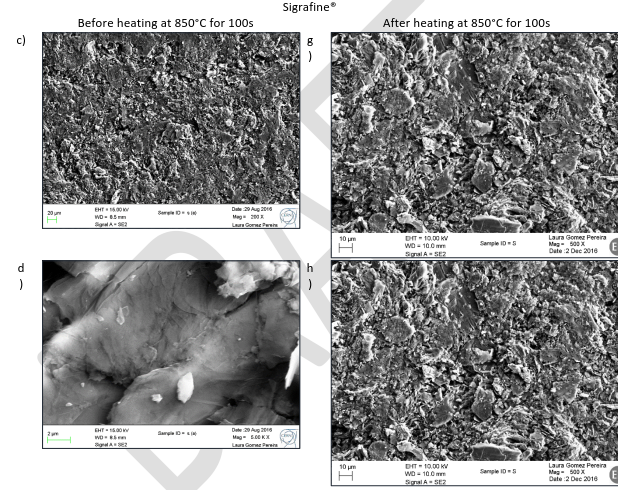 Sigrafine®
Before heating at 850°C for 100s
After heating at 850°C for 100s
c)
20 µm
EHT = 15.00 kV
WD = 8.5 mm
Signal A = SE2
Sample ID = s (a)
Date :29 Aug 2016
Mag = 200 X
Laura Gomez Pereira
g
)
10 µm
EHT = 10.00 kV
WD = 10.0 mm
Signal A = SE2
Sample ID = S
Laura Gomez Pereira
Mag = 500 X
Date :2 Dec 2016
d
)
2 µm
EHT = 15.00 kV
WD = 8.5 mm
Signal A = SE2
Sample ID = s (a)
Date :29 Aug 2016
Mag = 5.00 K X
Laura Gomez Pereira
h
)
10 µm
EHT = 10.00 kV
WD = 10.0 mm
Signal A = SE2
Sample ID = S
Laura Gomez Pereira
Mag = 500 X
Date :2 Dec 2016